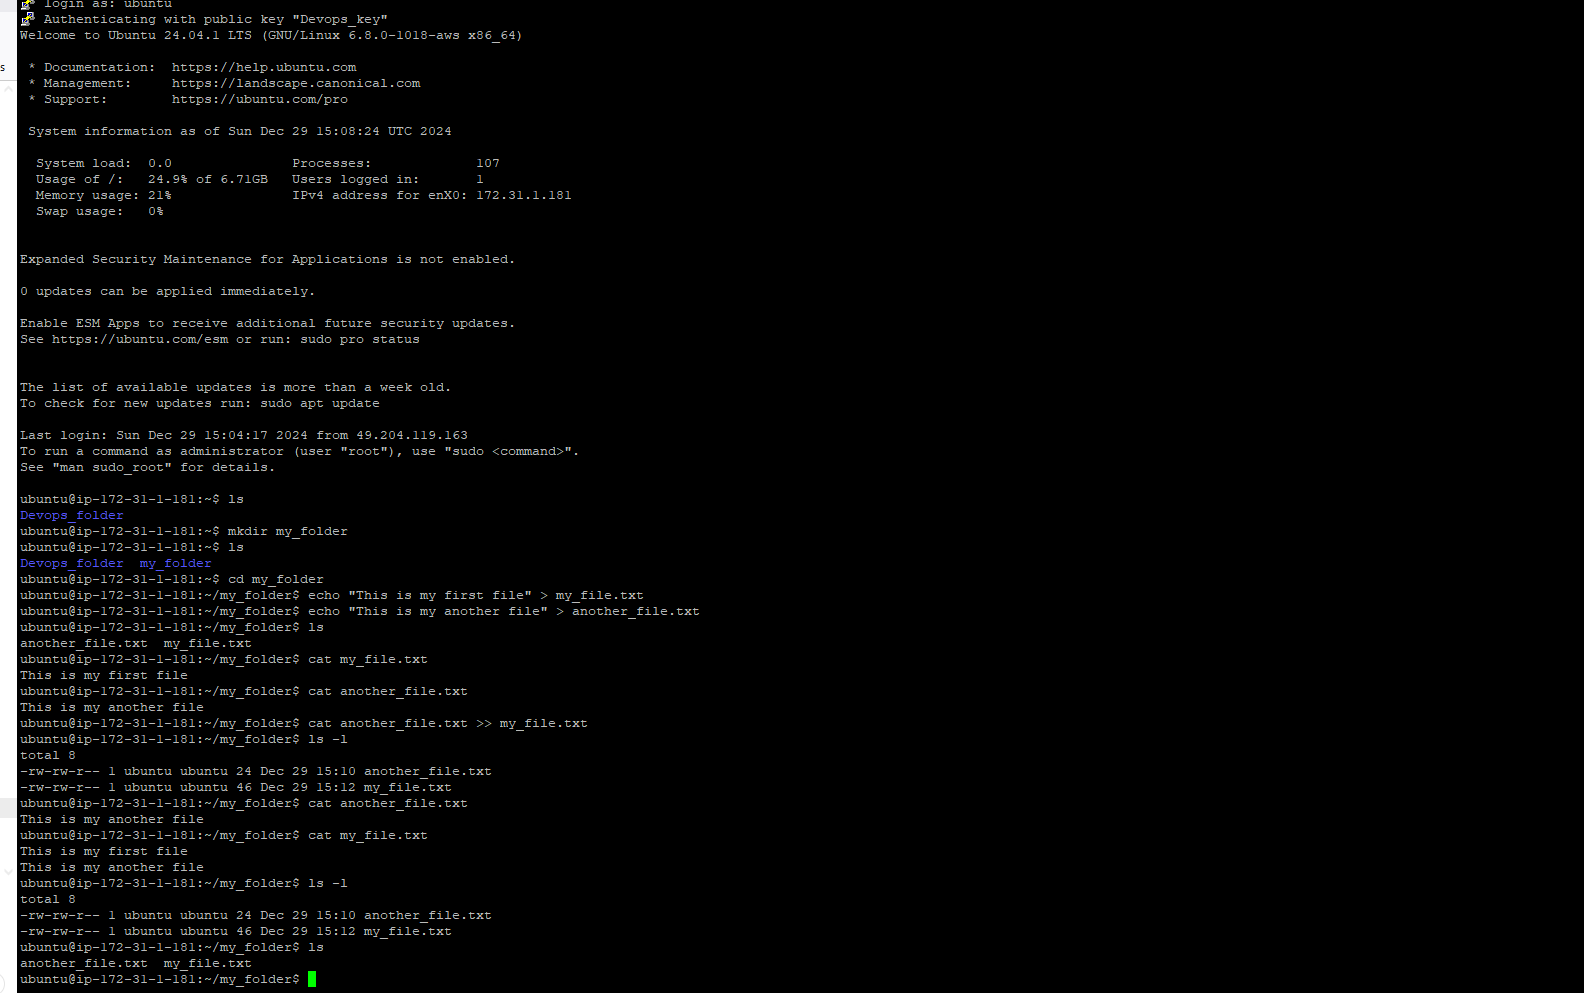 login as: ubuntu
Authenticating with public key "Devops_key"
Welcome to Ubuntu 24.04.1 LTS (GNU/Linux 6.8.0-1018-aws x86_64)
s
* Documentation:  https://help.ubuntu.com
* Management:     https://landscape.canonical.com
* Support:        https://ubuntu.com/pro
System information as of Sun Dec 29 15:08:24 UTC 2024
System load:  0.0               Processes:             107
Usage of /:   24.9% of 6.71GB   Users logged in:       1
Memory usage: 21%               IPv4 address for enX0: 172.31.1.181
Swap usage:   0%
Expanded Security Maintenance for Applications is not enabled.
0 updates can be applied immediately.
Enable ESM Apps to receive additional future security updates.
See https://ubuntu.com/esm or run: sudo pro status
The list of available updates is more than a week old.
To check for new updates run: sudo apt update
Last login: Sun Dec 29 15:04:17 2024 from 49.204.119.163
To run a command as administrator (user "root"), use "sudo <command>".
See "man sudo_root" for details.
ubuntu@ip-172-31-1-181:~$ ls
Devops_folder
ubuntu@ip-172-31-1-181:~$ mkdir my_folder
ubuntu@ip-172-31-1-181:~$ ls
Devops_folder  my_folder
ubuntu@ip-172-31-1-181:~$ cd my_folder
ubuntu@ip-172-31-1-181:~/my_folder$ echo "This is my first file" > my_file.txt
ubuntu@ip-172-31-1-181:~/my_folder$ echo "This is my another file" > another_file.txt
ubuntu@ip-172-31-1-181:~/my_folder$ ls
another_file.txt  my_file.txt
ubuntu@ip-172-31-1-181:~/my_folder$ cat my_file.txt
This is my first file
ubuntu@ip-172-31-1-181:~/my_folder$ cat another_file.txt
This is my another file
ubuntu@ip-172-31-1-181:~/my_folder$ cat another_file.txt >> my_file.txt
ubuntu@ip-172-31-1-181:~/my_folder$ ls -l
total 8
-rw-rw-r-- 1 ubuntu ubuntu 24 Dec 29 15:10 another_file.txt
-rw-rw-r-- 1 ubuntu ubuntu 46 Dec 29 15:12 my_file.txt
ubuntu@ip-172-31-1-181:~/my_folder$ cat another_file.txt
This is my another file
ubuntu@ip-172-31-1-181:~/my_folder$ cat my_file.txt
This is my first file
This is my another file
ubuntu@ip-172-31-1-181:~/my_folder$ ls -l
total 8
-rw-rw-r-- 1 ubuntu ubuntu 24 Dec 29 15:10 another_file.txt
-rw-rw-r-- 1 ubuntu ubuntu 46 Dec 29 15:12 my_file.txt
ubuntu@ip-172-31-1-181:~/my_folder$ ls
another_file.txt  my_file.txt
ubuntu@ip-172-31-1-181:~/my_folder$